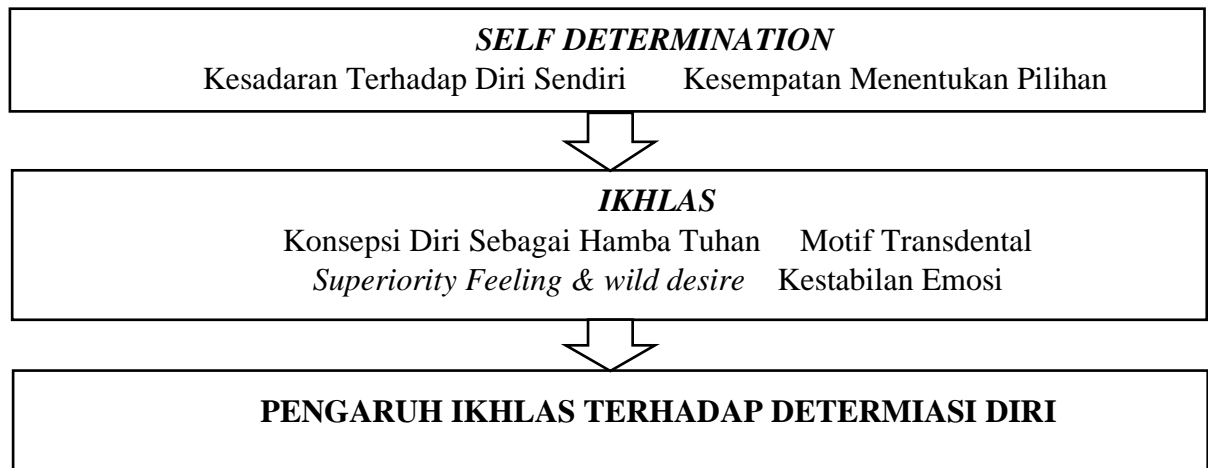 SELF DETERMINATION
Kesadaran Terhadap Diri Sendiri Kesempatan Menentukan Pilihan
IKHLAS
Konsepsi Diri Sebagai Hamba Tuhan Motif Transdental
Superiority Feeling & wild desire Kestabilan Emosi
PENGARUH IKHLAS TERHADAP DETERMIASI DIRI